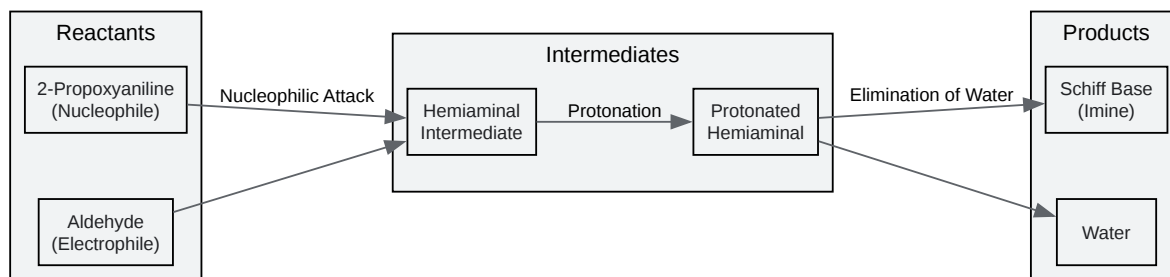 Reactants
2-Propoxyaniline
(Nucleophile)
Aldehyde
(Electrophile)
Nucleophilic Attack
Intermediates
Hemiaminal
Intermediate
Protonation
Protonated
Hemiaminal
Elimination of Water
Products
Schiff Base
(Imine)
Water